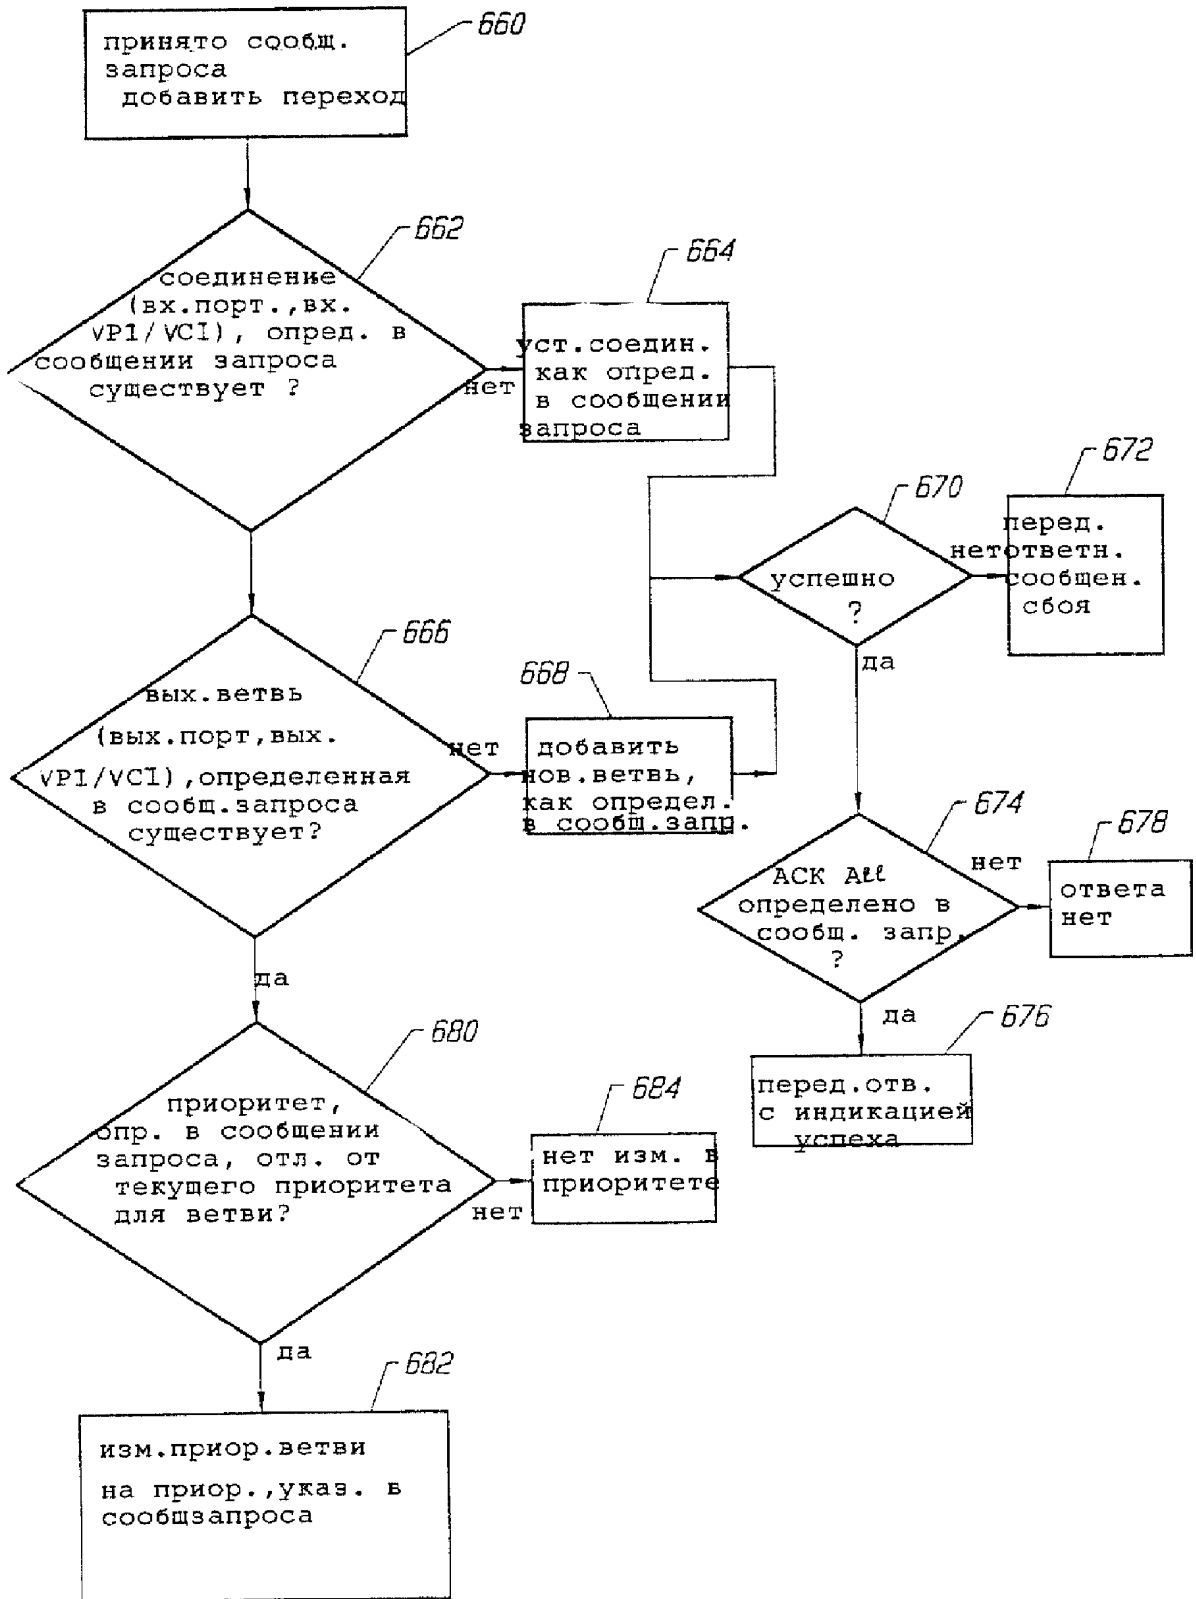 660
принято сообщ.
запроса
добавить переход
662
соединение
(вх.порт.,вх.
VPI/VCI), опред. в
сообщении запроса
существует ?
нет
664
уст.соедин.
как опред.
в сообщении
запроса
666
вых.ветвь
(вых.порт,вых.
VPI/VCI),определенная
в сообщ.запроса
существует?
нет
668
добавить
нов.ветвь,
как определ.
в сообщ.запр.
670
успешно
?
нет
672
перед.
ответн.
сообщен.
сбоя
да
674
ACK All
определено в
сообщ. запр.
?
нет
678
ответа
нет
да
676
перед.отв.
с индикацией
успеха
да
680
приоритет,
опр. в сообщении
запроса, отл. от
текущего приоритета
для ветви?
нет
684
нет изм. в
приоритете
да
682
изм.приор.ветви
на приор.,указ. в
сообщзапроса